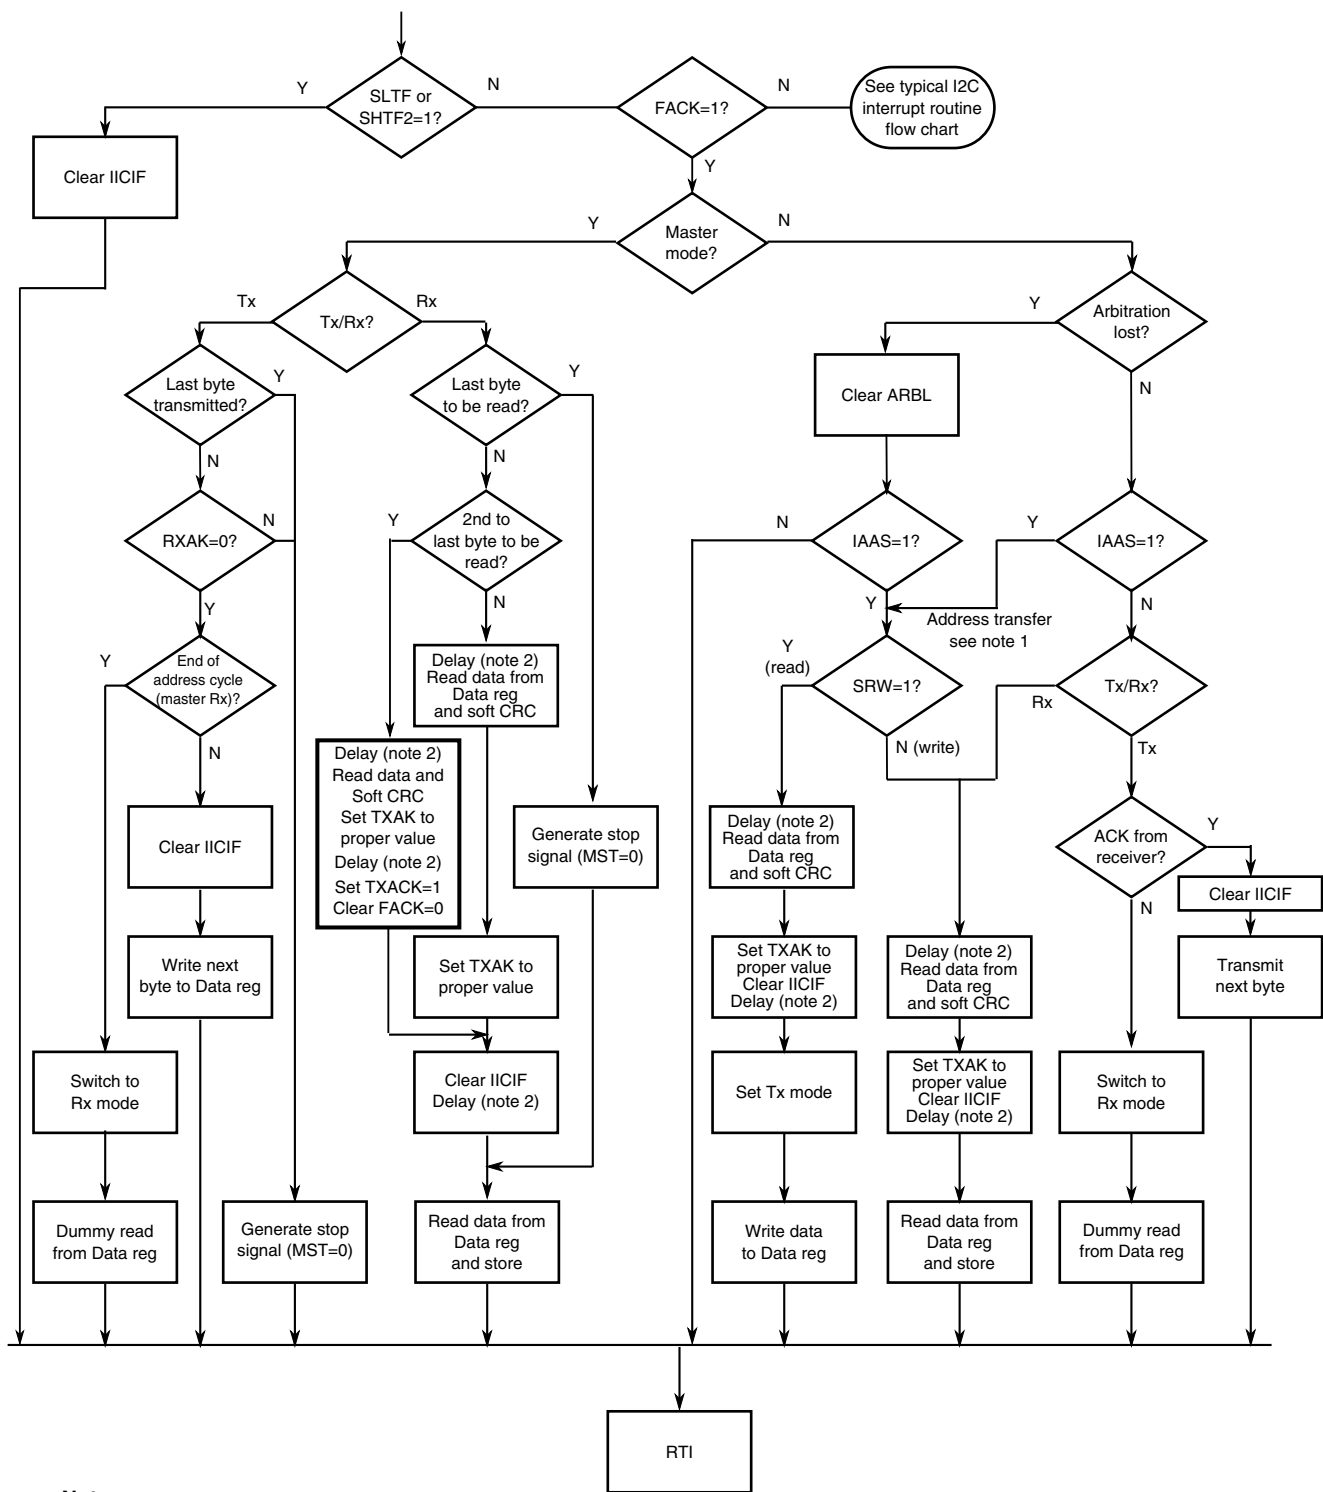 Y
SLTF or
SHTF2=1?
N
FACK=1?
N
See typical I2C
interrupt routine
flow chart
Clear IICIF
Y
Y
Master
mode?
N
Tx
Tx/Rx?
Rx
Y
Arbitration
lost?
Last byte
transmitted?
Y
Last byte
to be read?
Y
Clear ARBL
N
N
N
RXAK=0?
N
Y
2nd to
last byte to be
read?
N
IAAS=1?
Y
IAAS=1?
Y
N
Y
N
Address transfer
see note 1
Y
End of
address cycle
(master Rx)?
Delay (note 2)
Read data from
Data reg
and soft CRC
Y
(read)
SRW=1?
Rx
Tx/Rx?
N
N (write)
Tx
Delay (note 2)
Read data and
Soft CRC
Set TXAK to
proper value
Delay (note 2)
Set TXACK=1
Clear FACK=0
Clear IICIF
Generate stop
signal (MST=0)
Delay (note 2)
Read data from
Data reg
and soft CRC
ACK from
receiver?
Y
Clear IICIF
N
Write next
byte to Data reg
Set TXAK to
proper value
Set TXAK to
proper value
Clear IICIF
Delay (note 2)
Delay (note 2)
Read data from
Data reg
and soft CRC
Transmit
next byte
Switch to
Rx mode
Clear IICIF
Delay (note 2)
Set Tx mode
Set TXAK to
proper value
Clear IICIF
Delay (note 2)
Switch to
Rx mode
Dummy read
from Data reg
Generate stop
signal (MST=0)
Read data from
Data reg
and store
Write data
to Data reg
Read data from
Data reg
and store
Dummy read
from Data reg
RTI